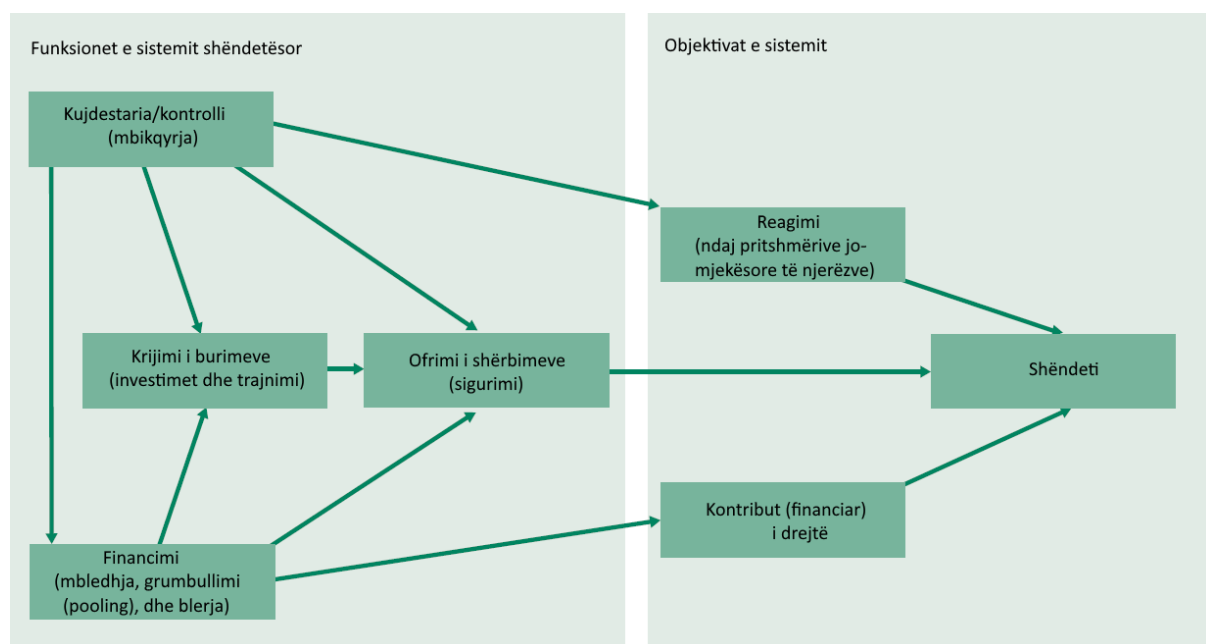 Funksionet e sistemit shëndetësor
Objektivat e sistemit
Kujdestaria/kontrolli
(mbikqyrja)
Reagimi
(ndaj pritshmërive jo-
mjekësore të njerëzve)
Krijimi i burimeve
(investimet dhe trajnimi)
Ofrimi i shërbimeve
(sigurimi)
Shëndeti
Kontribut (financiar)
i drejtë
Financimi
(mbledhja, grumbullimi
(pooling), dhe blerja)